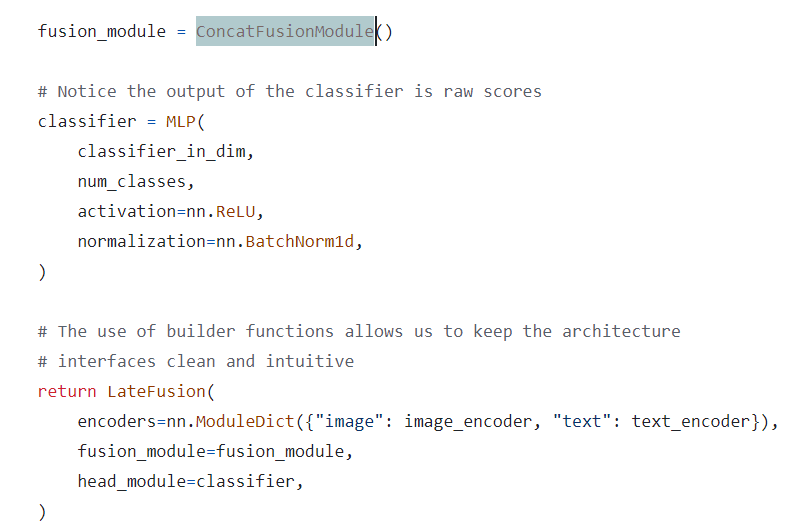 fusion_module = ConcatFusionModule()
# Notice the output of the classifier is raw scores
classifier = MLP(
    classifier_in_dim,
    num_classes,
    activation=nn.ReLU,
    normalization=nn.BatchNorm1d,
)
# The use of builder functions allows us to keep the architecture
# interfaces clean and intuitive
return LateFusion(
    encoders=nn.ModuleDict({"image": image_encoder, "text": text_encoder}),
    fusion_module=fusion_module,
    head_module=classifier,
)